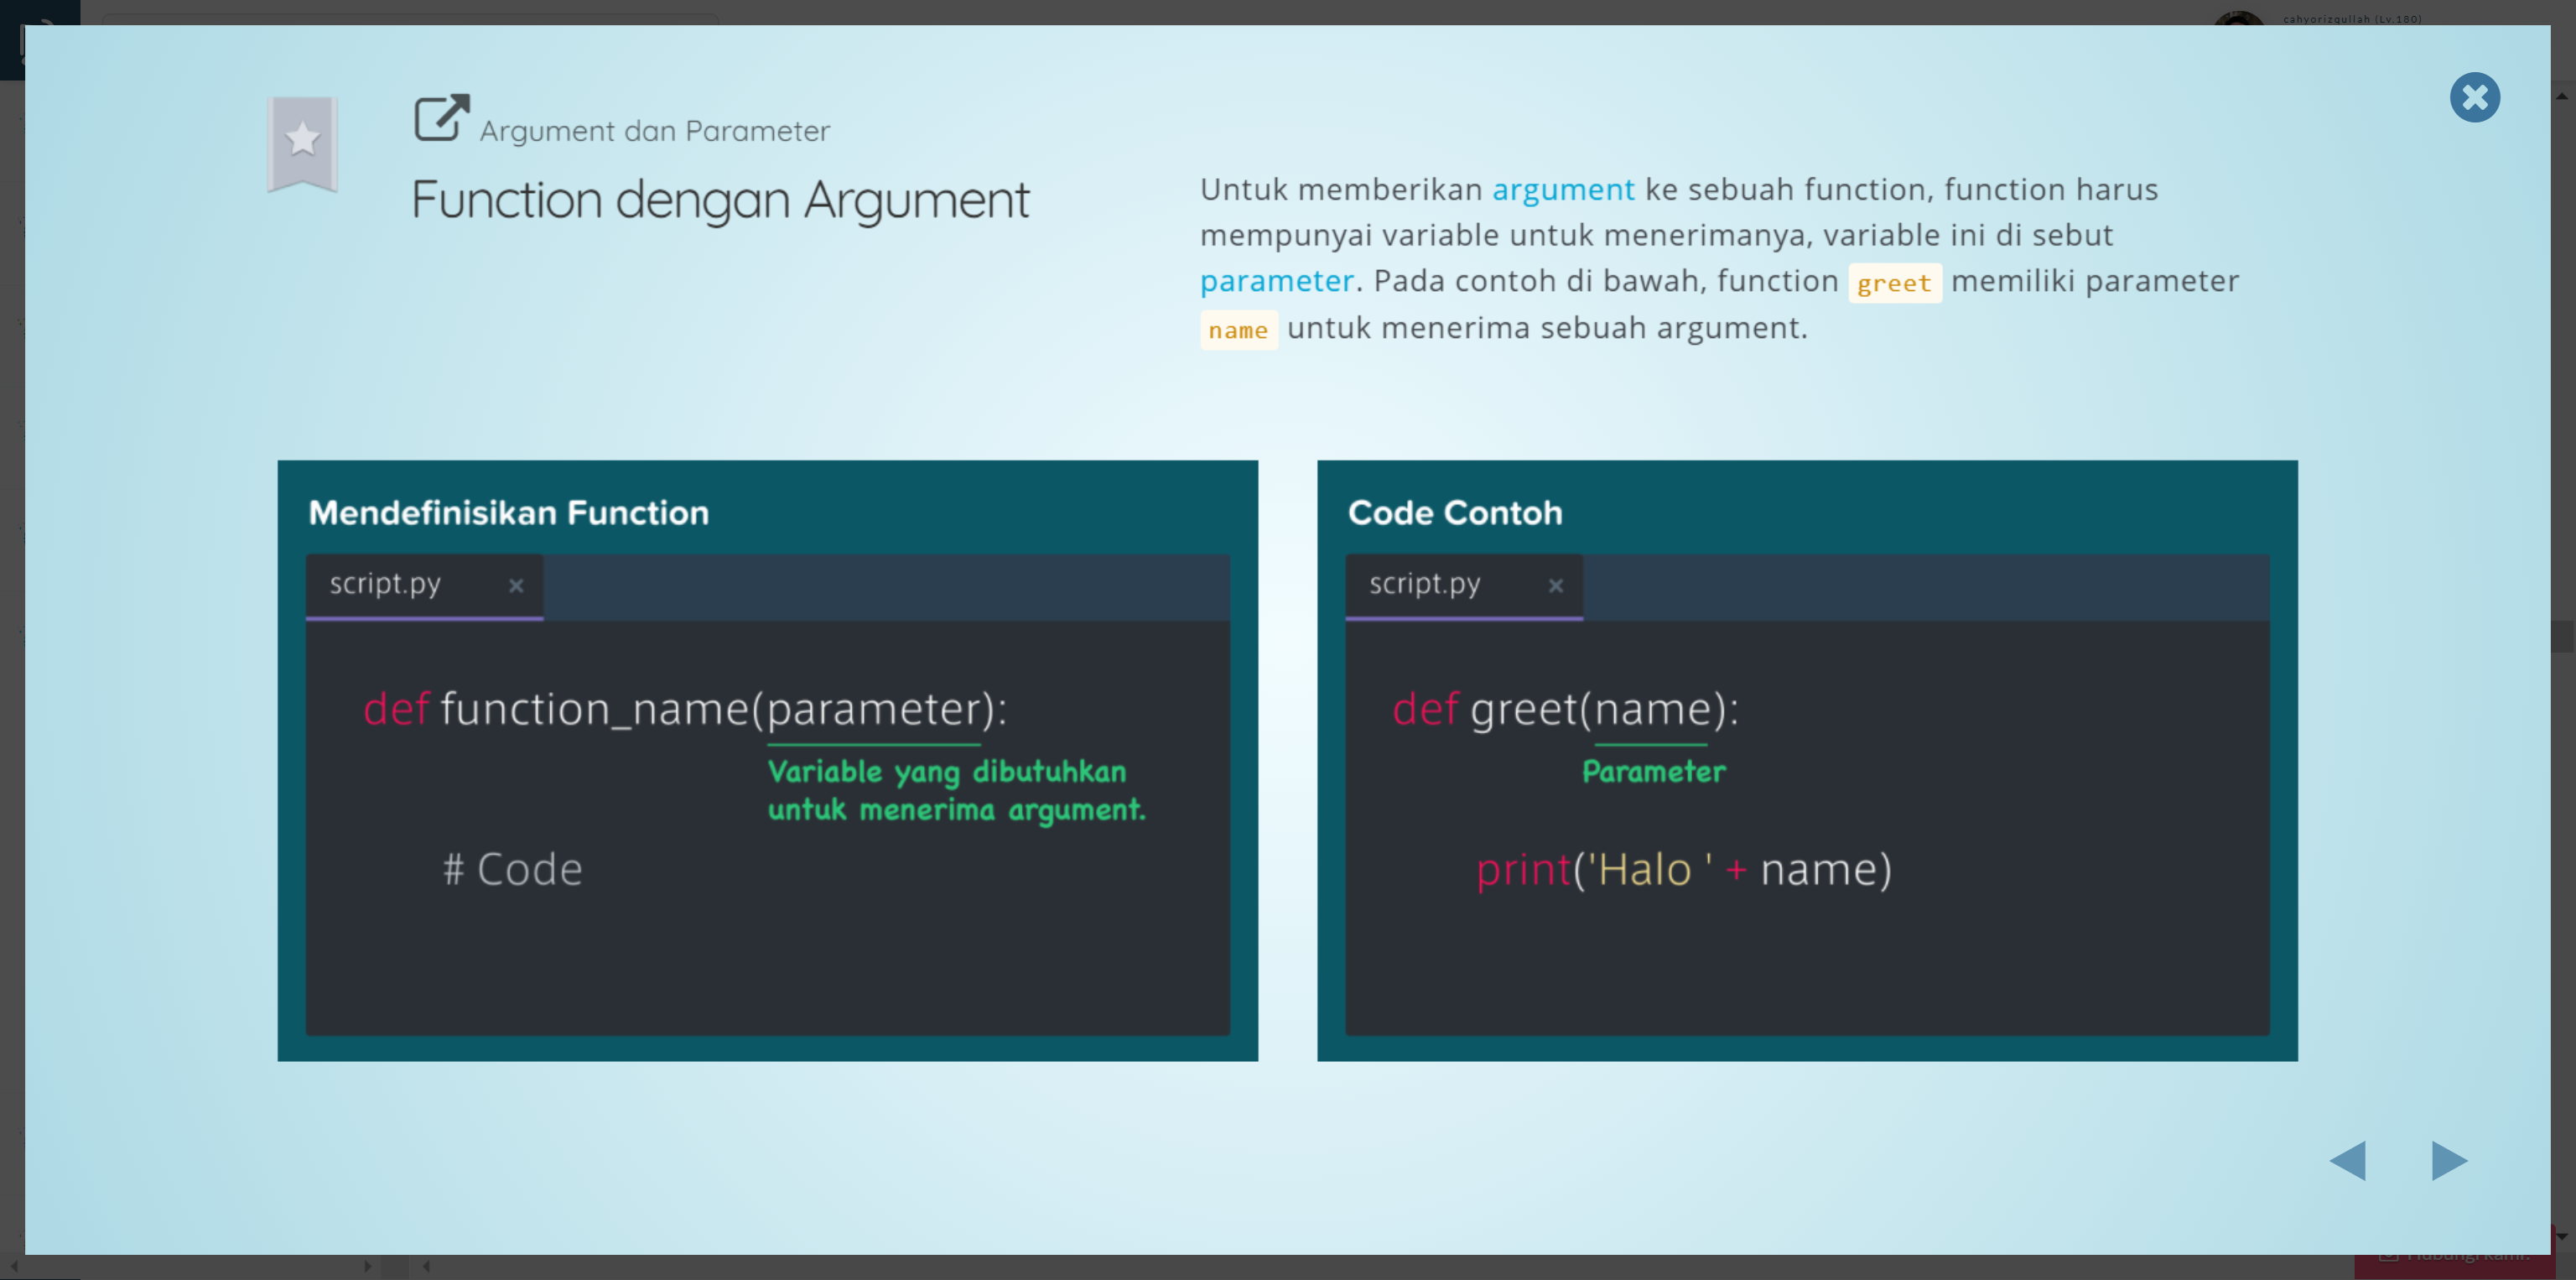 cahyorizqullah (Lv.180)
Argument dan Parameter
Function dengan Argument
Untuk memberikan argument ke sebuah function, function harus
mempunyai variable untuk menerimanya, variable ini di sebut
parameter. Pada contoh di bawah, function greet memiliki parameter
name untuk menerima sebuah argument.
Mendefinisikan Function
script.py ×
def function_name(parameter):
Variable yang dibutuhkan
untuk menerima argument.
# Code
Code Contoh
script.py ×
def greet(name):
Parameter
print('Halo ' + name)
Hubungi kami.